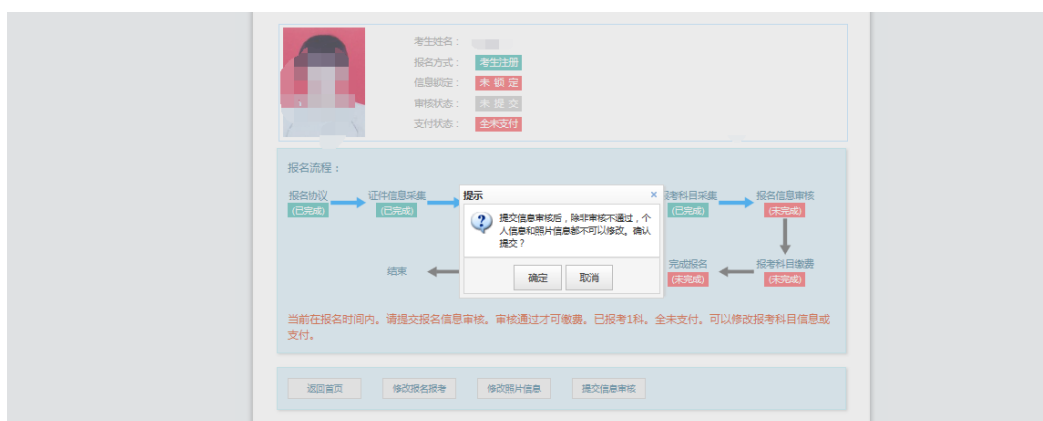 考生姓名：
报名方式： 考生注册
信息锁定： 未 锁 定
审核状态： 未 提 交
支付状态： 全未支付
报名流程：
报名协议 证件信息采集 报考科目采集 报名信息审核
(已完成) (已完成) (已完成) (未完成)
提示 ×
提交信息审核后，除非审核不通过，个
人信息和照片信息都不可以修改。确认
提交？
确定 取消
结束 完成报名 报考科目缴费
(未完成) (未完成)
当前在报名时间内。请提交报名信息审核。审核通过才可缴费。已报考1科。全未支付。可以修改报考科目信息或
支付。
返回首页 修改报名报考 修改照片信息 提交信息审核